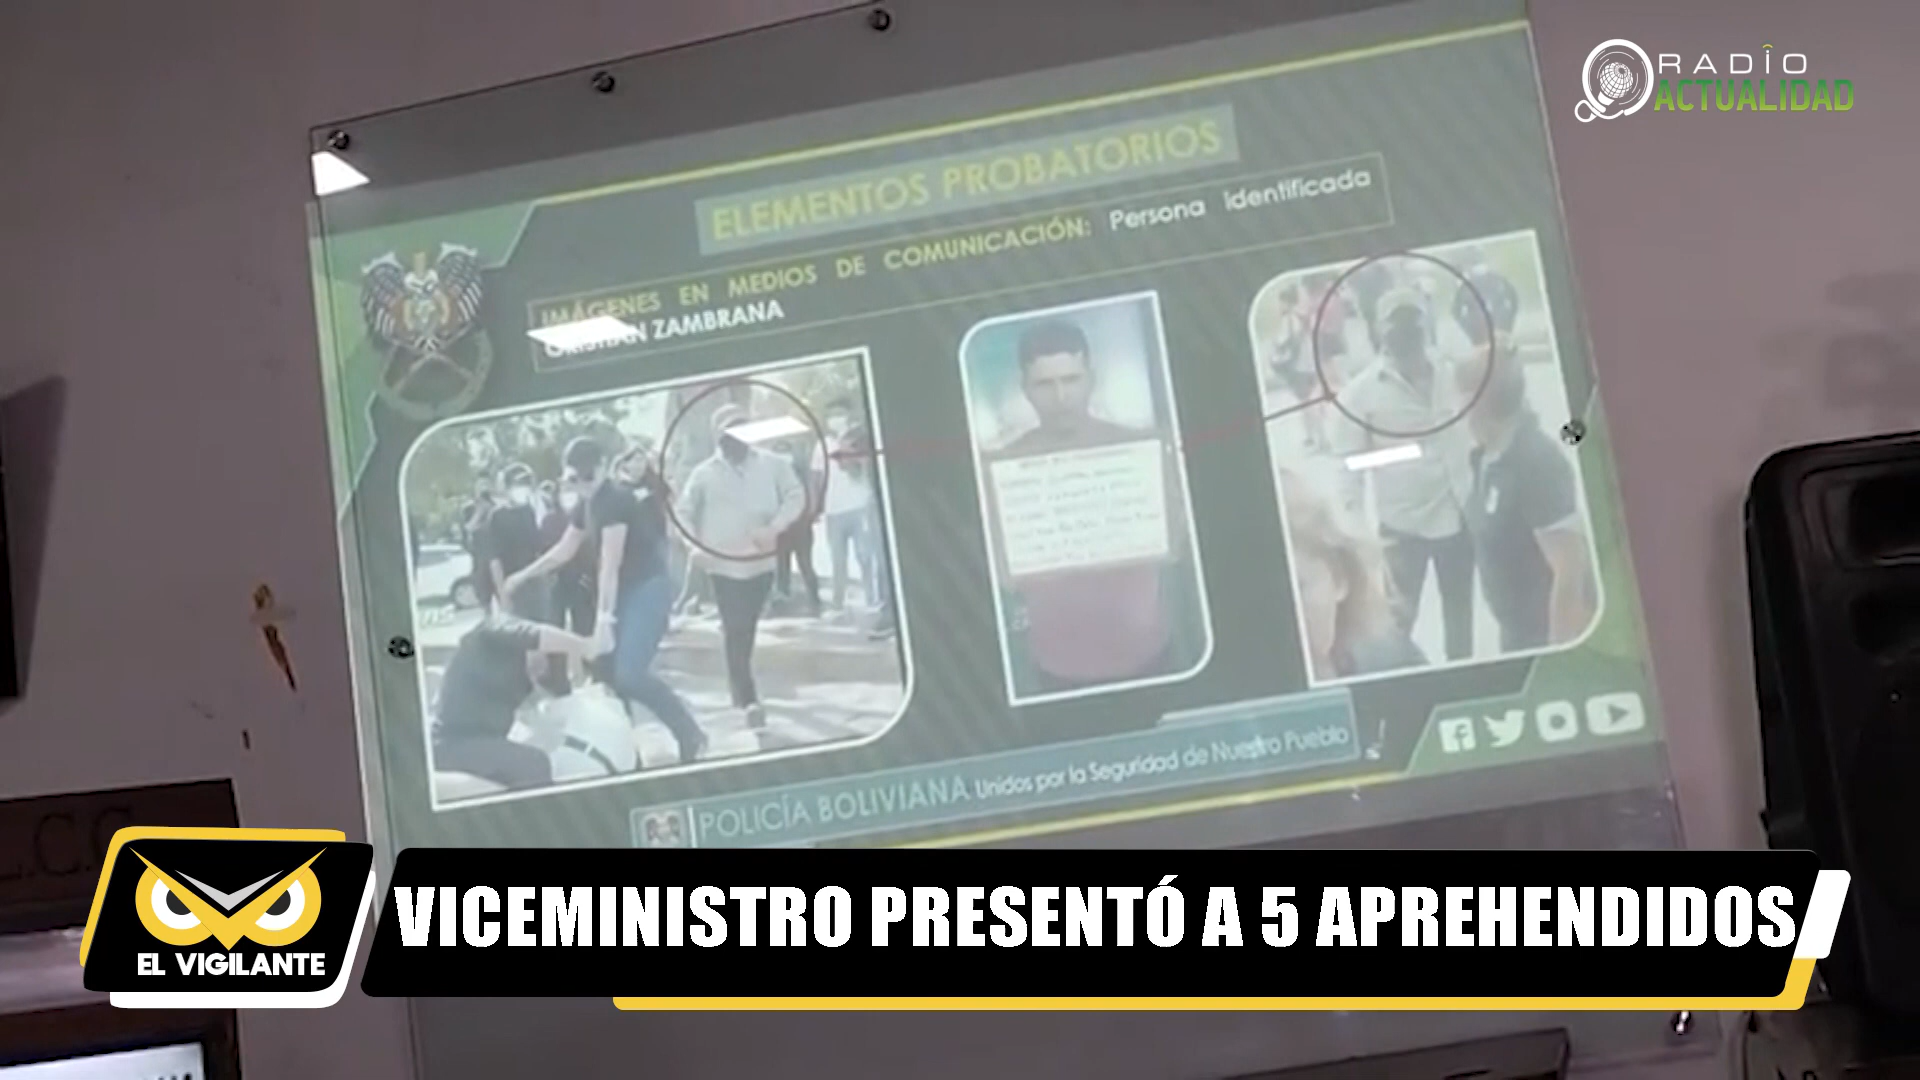 RADIO
ACTUALIDAD
ELEMENTOS PROBATORIOS
IMÁGENES EN MEDIOS DE COMUNICACIÓN: Persona identificada
CRISTIAN ZAMBRANA
POLICÍA BOLIVIANA Unidos por la Seguridad de Nuestro Pueblo
L.C.C.
EL VIGILANTE
VICEMINISTRO PRESENTÓ A 5 APREHENDIDOS